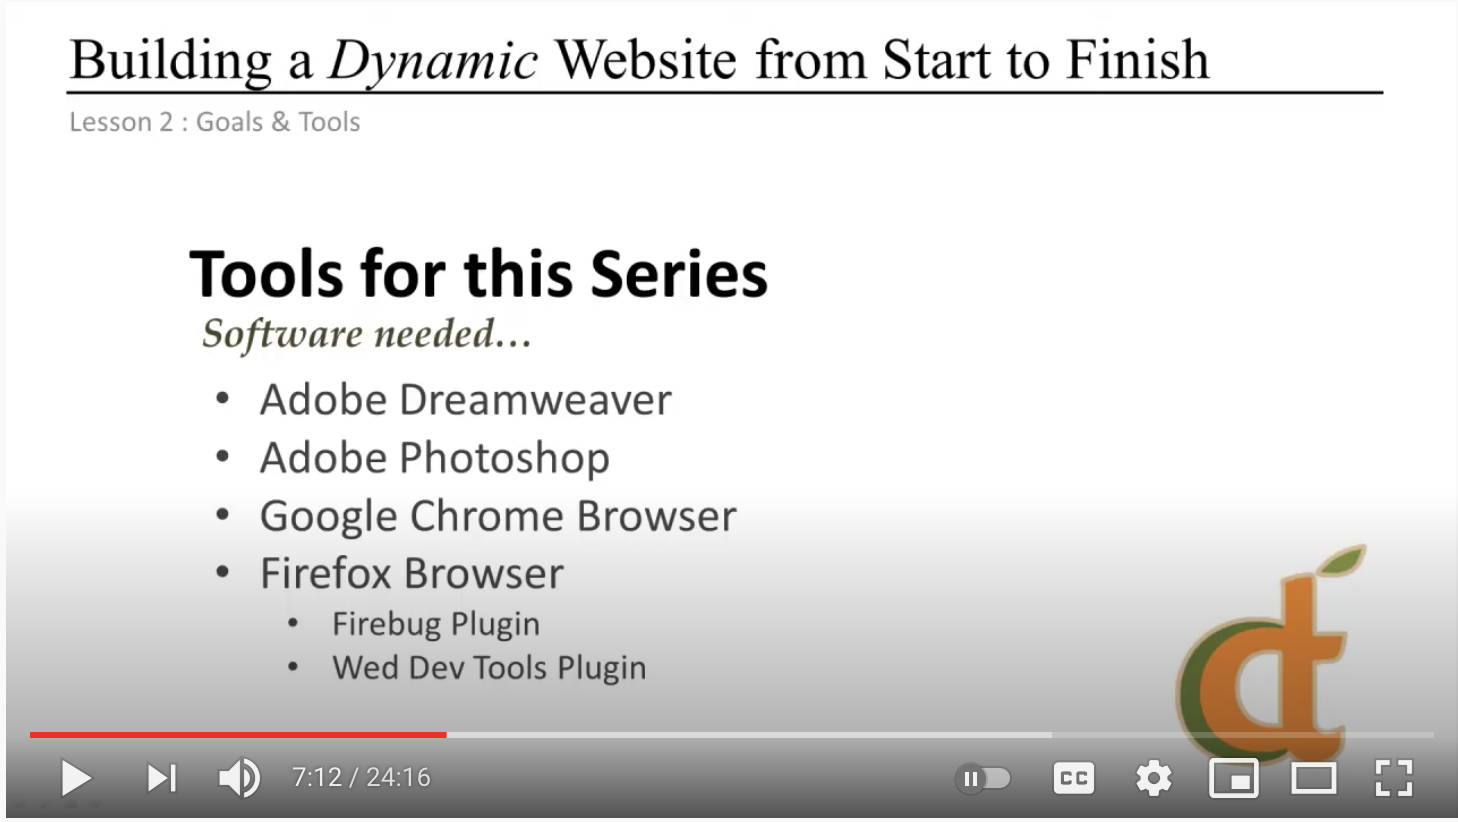 Building a Dynamic Website from Start to Finish
Lesson 2 : Goals & Tools
Tools for this Series
Software needed...
• Adobe Dreamweaver
• Adobe Photoshop
• Google Chrome Browser
• Firefox Browser
• Firebug Plugin
• Wed Dev Tools Plugin
ct
7:12 / 24:16
CC